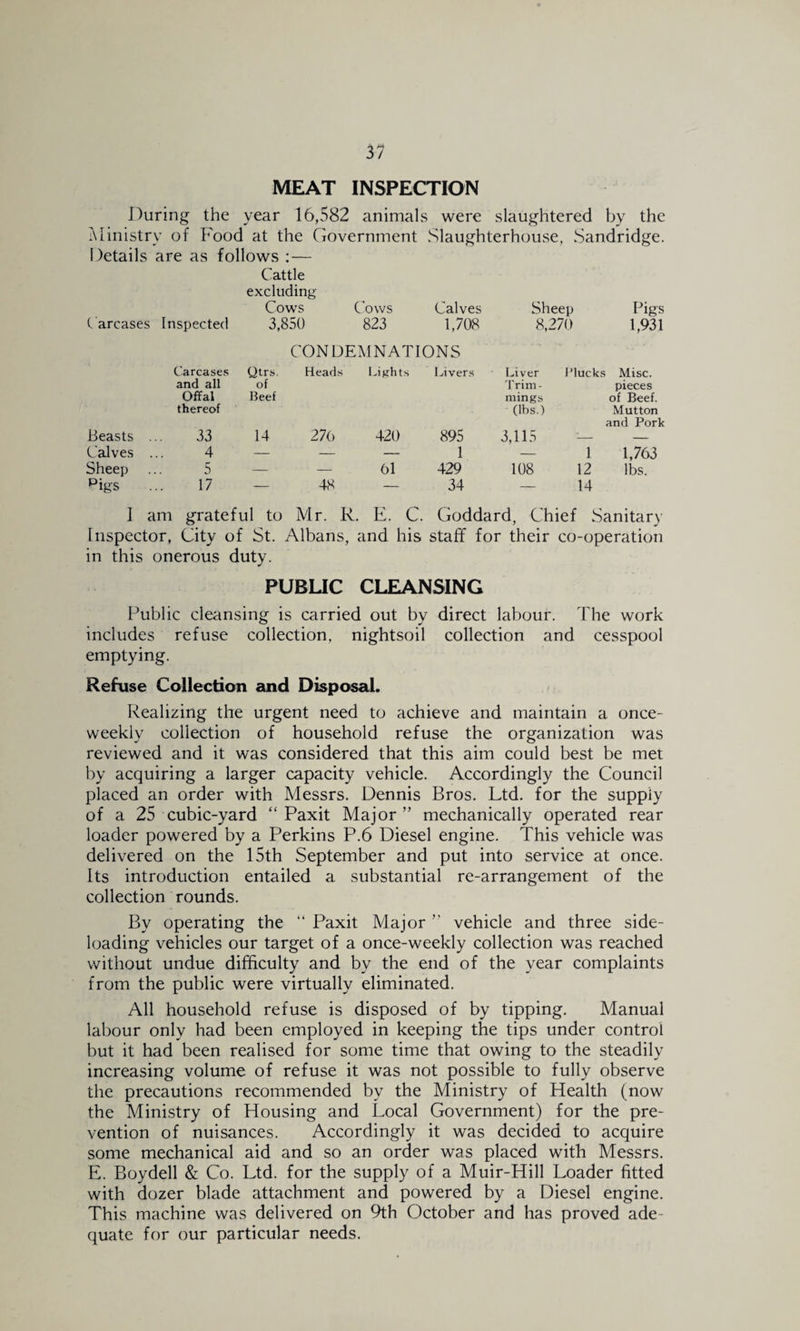 37
MEAT INSPECTION
During the year 16,582 animals were slaughtered by the
Ministry of Food at the Government Slaughterhouse, Sandridge.
Details are as follows :—
Cattle
excluding
Cows Cows Calves Sheep Pigs
Carcases Inspected 3,850 823 1,708 8,270 1,931
CONDEMNATIONS
Carcases Qtrs. Heads Lights Livers Liver Plucks Misc.
and all of Trim- pieces
Offal Beef mings of Beef.
thereof (lbs.) Mutton
and Pork
Beasts ... 33 14 276 420 895 3,115 — —
Calves ... 4 — — — 1 — 1 1,763
Sheep ... 5 — — 61 429 108 12 lbs.
Pigs ... 17 — 48 — 34 — 14
I am grateful to Mr. R. E. C. Goddard, Chief Sanitary
Inspector, City of St. Albans, and his staff for their co-operation
in this onerous duty.
PUBLIC CLEANSING
Public cleansing is carried out by direct labour. The work
includes refuse collection, nightsoil collection and cesspool
emptying.
Refuse Collection and Disposal.
Realizing the urgent need to achieve and maintain a once-
weekly collection of household refuse the organization was
reviewed and it was considered that this aim could best be met
by acquiring a larger capacity vehicle. Accordingly the Council
placed an order with Messrs. Dennis Bros. Ltd. for the supply
of a 25 cubic-yard “ Paxit Major ” mechanically operated rear
loader powered by a Perkins P.6 Diesel engine. This vehicle was
delivered on the 15th September and put into service at once.
Its introduction entailed a substantial re-arrangement of the
collection rounds.
By operating the “ Paxit Major ” vehicle and three side-
loading vehicles our target of a once-weekly collection was reached
without undue difficulty and by the end of the year complaints
from the public were virtually eliminated.
All household refuse is disposed of by tipping. Manual
labour only had been employed in keeping the tips under control
but it had been realised for some time that owing to the steadily
increasing volume of refuse it was not possible to fully observe
the precautions recommended by the Ministry of Health (now
the Ministry of Housing and Local Government) for the pre-
vention of nuisances. Accordingly it was decided to acquire
some mechanical aid and so an order was placed with Messrs.
E. Boydell & Co. Ltd. for the supply of a Muir-Hill Loader fitted
with dozer blade attachment and powered by a Diesel engine.
This machine was delivered on 9th October and has proved ade-
quate for our particular needs.